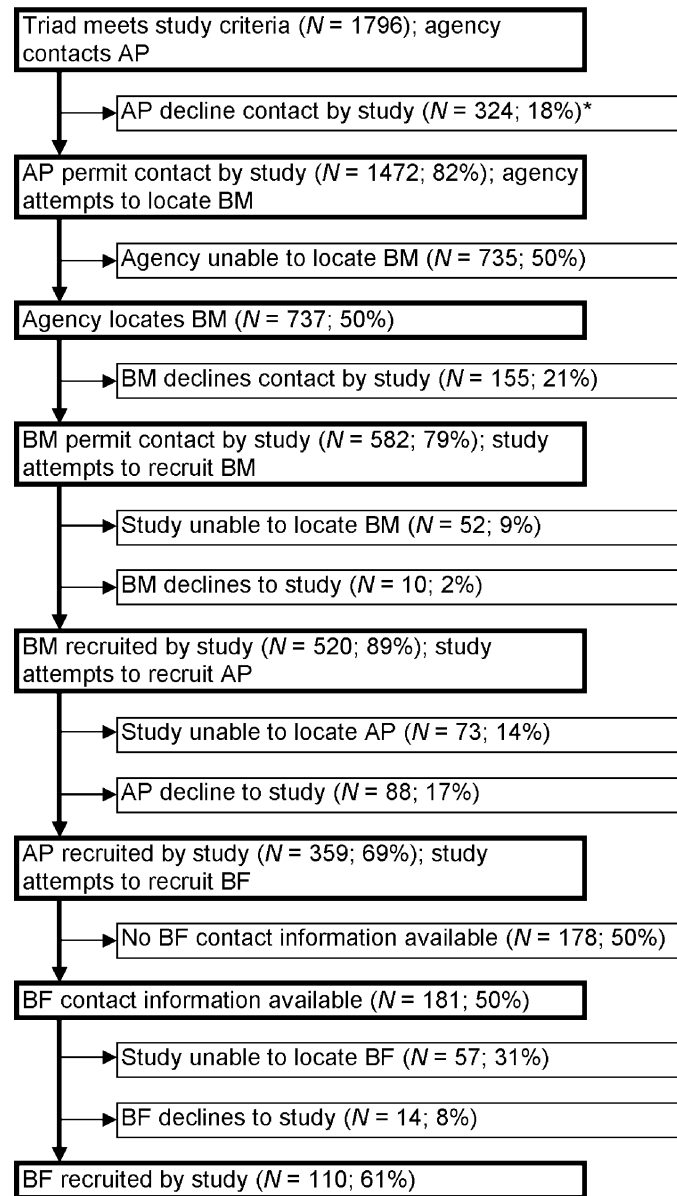 Triad meets study criteria (N = 1796); agency
contacts AP
AP decline contact by study (N = 324; 18%)*
AP permit contact by study (N = 1472; 82%); agency
attempts to locate BM
Agency unable to locate BM (N = 735; 50%)
Agency locates BM (N = 737; 50%)
BM declines contact by study (N = 155; 21%)
BM permit contact by study (N = 582; 79%); study
attempts to recruit BM
Study unable to locate BM (N = 52; 9%)
BM declines to study (N = 10; 2%)
BM recruited by study (N = 520; 89%); study
attempts to recruit AP
Study unable to locate AP (N = 73; 14%)
AP decline to study (N = 88; 17%)
AP recruited by study (N = 359; 69%); study
attempts to recruit BF
No BF contact information available (N = 178; 50%)
BF contact information available (N = 181; 50%)
Study unable to locate BF (N = 57; 31%)
BF declines to study (N = 14; 8%)
BF recruited by study (N = 110; 61%)